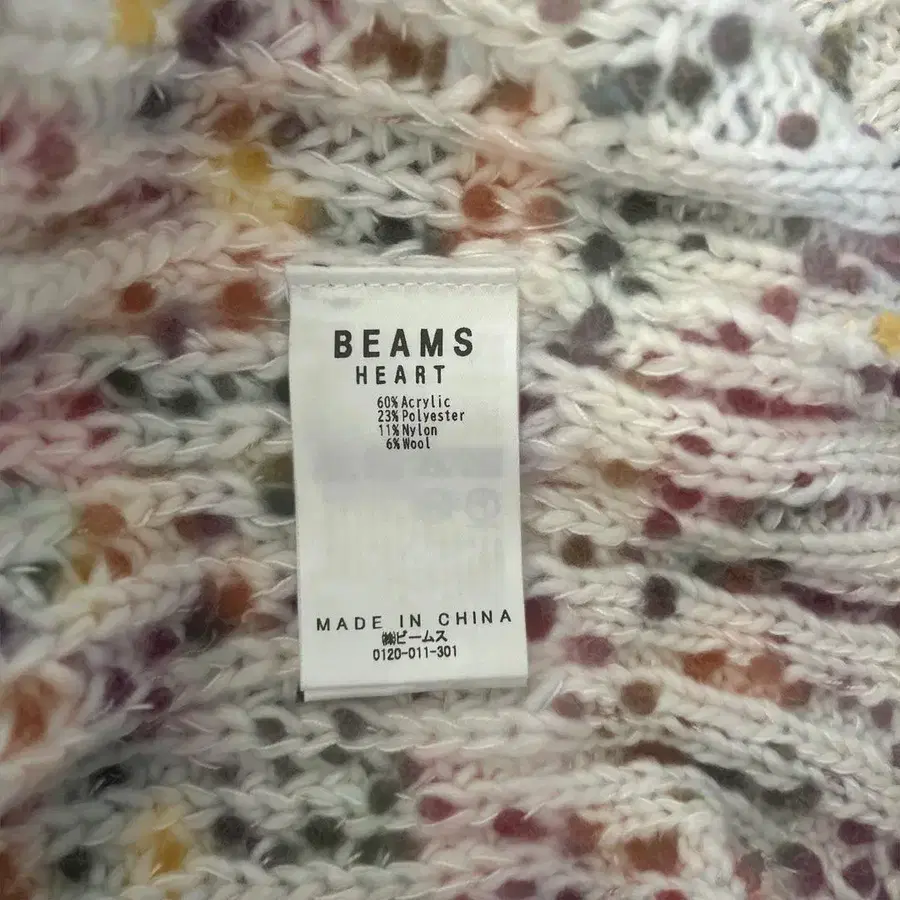 BEAMS
HEART
60% Acrylic
23% Polyester
11% Nylon
6% Wool
MADE IN CHINA
㈱ビームス
0120-011-301